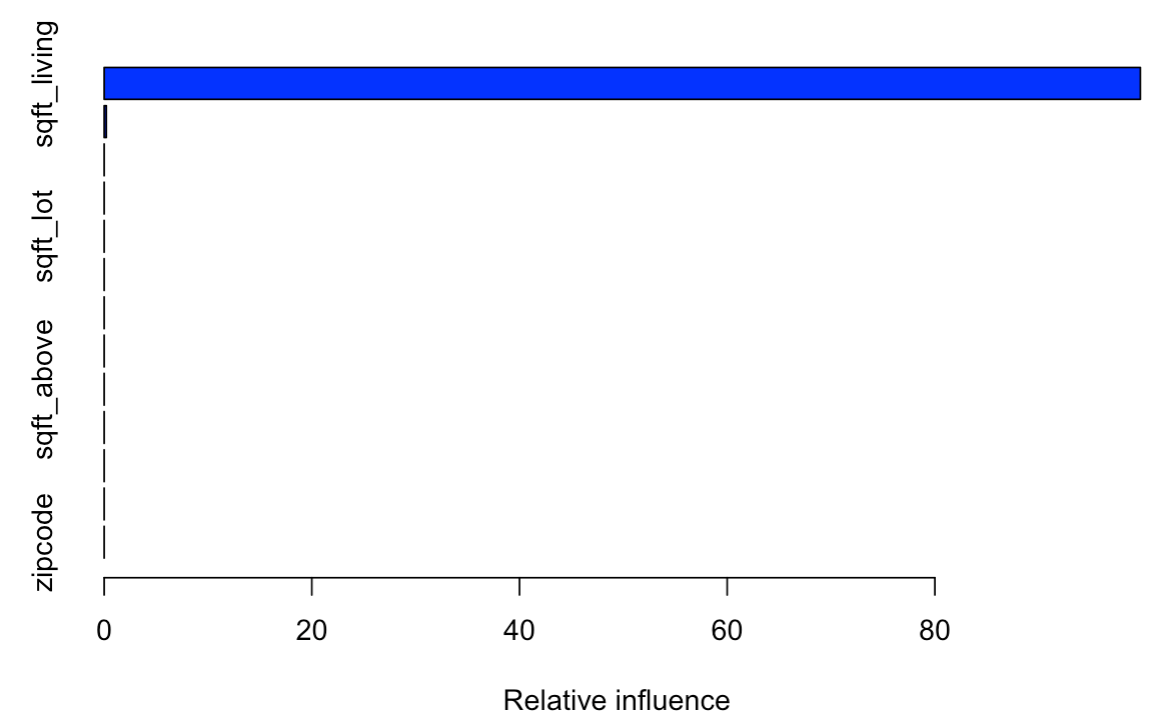 sqft_living
sqft_lot
sqft_above
zipcode
0 20 40 60 80
Relative influence